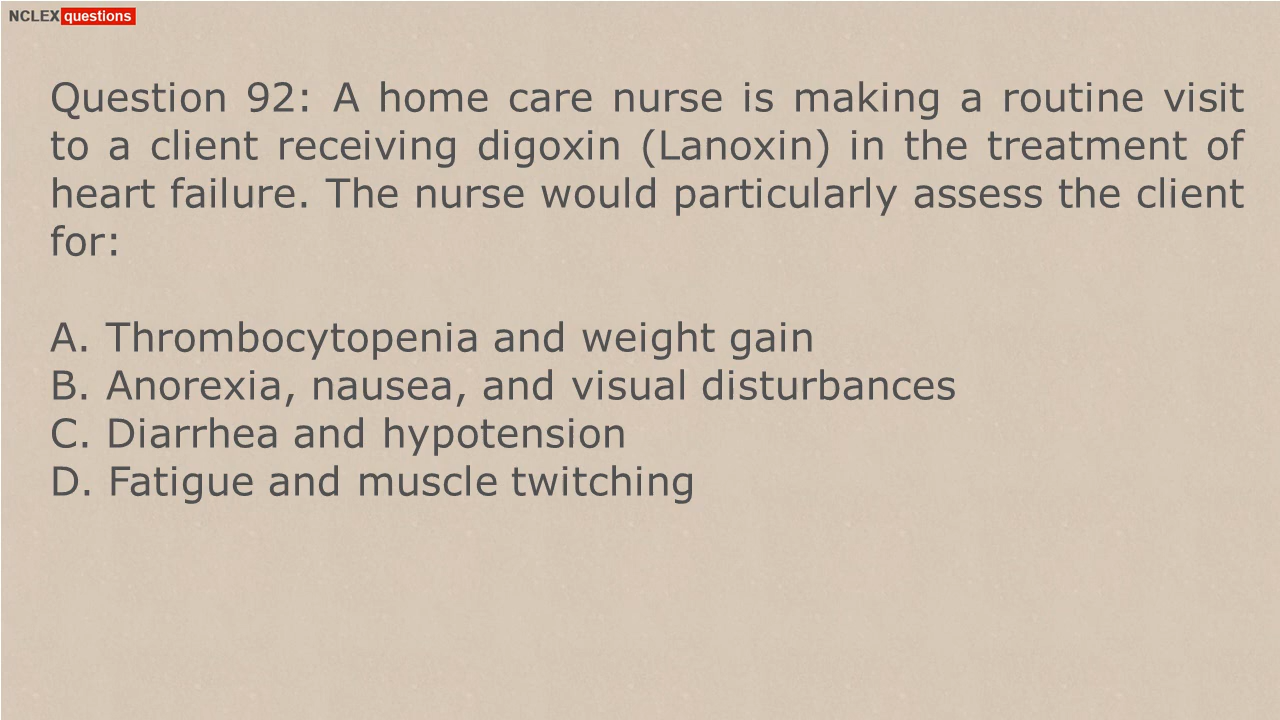 NCLEX questions
Question 92: A home care nurse is making a routine visit
to a client receiving digoxin (Lanoxin) in the treatment of
heart failure. The nurse would particularly assess the client
for:
A. Thrombocytopenia and weight gain
B. Anorexia, nausea, and visual disturbances
C. Diarrhea and hypotension
D. Fatigue and muscle twitching